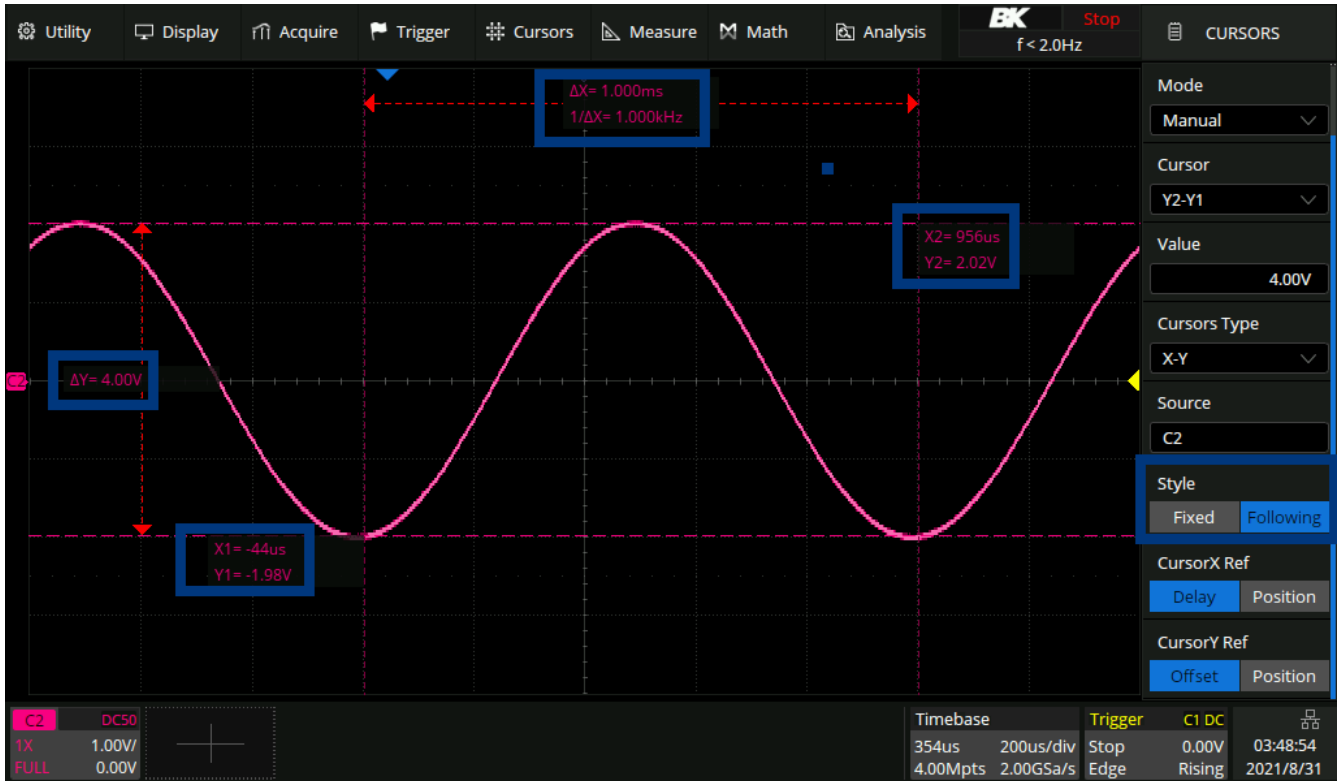 Utility
Display
Acquire
Trigger
Cursors
Measure
Math
Analysis
BK
Stop
f < 2.0Hz
CURSORS
ΔX= 1.000ms
1/ΔX= 1.000kHz
X2= 956us
Y2= 2.02V
C2
ΔY= 4.00V
X1= -44us
Y1= -1.98V
Mode
Manual
Cursor
Y2-Y1
Value
4.00V
Cursors Type
X-Y
Source
C2
Style
Fixed Following
CursorX Ref
Delay Position
CursorY Ref
Offset Position
C2 DC50
1X 1.00V/
FULL 0.00V
Timebase
354us 200us/div
4.00Mpts 2.00GSa/s
Trigger C1 DC
Stop 0.00V
Edge Rising
03:48:54
2021/8/31